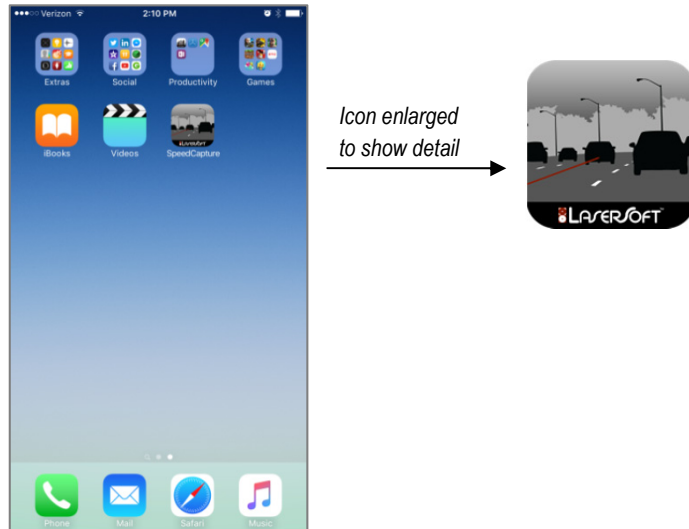 Verizon 2:10 PM
Extras Social Productivity Games
iBooks Videos SpeedCapture
LASERSOFT
Icon enlarged
to show detail
LASERSOFT™
Phone Mail Safari Music